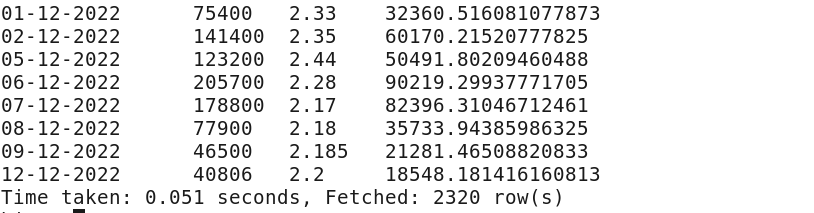 01-12-2022 75400 2.33 32360.516081077873
02-12-2022 141400 2.35 60170.21520777825
05-12-2022 123200 2.44 50491.80209460488
06-12-2022 205700 2.28 90219.29937771705
07-12-2022 178800 2.17 82396.31046712461
08-12-2022 77900 2.18 35733.94385986325
09-12-2022 46500 2.185 21281.46508820833
12-12-2022 40806 2.2 18548.181416160813
Time taken: 0.051 seconds, Fetched: 2320 row(s)